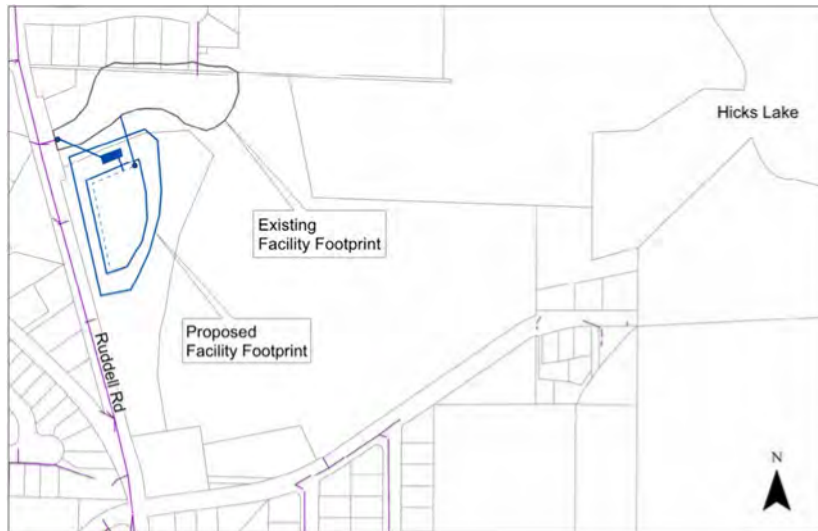 Hicks Lake
Existing
Facility Footprint
Proposed
Facility Footprint
Ruddell Rd
N